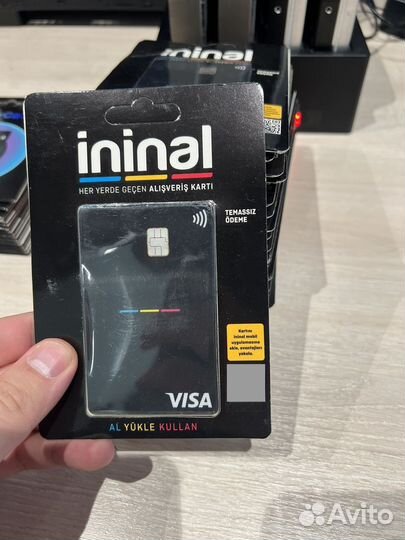 ininal
HER YERDE GEÇEN ALIŞVERİŞ KARTI
TEMASSIZ
ÖDEME
Kartını
ininal mobil
uygulamasına
ekle, avantajları
yakala.
VISA
AL YÜKLE KULLAN
Avito